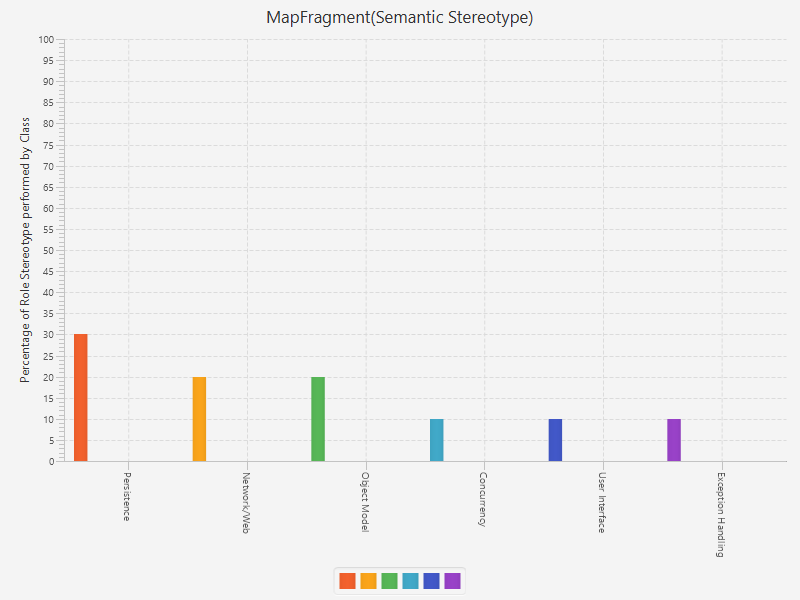 MapFragment(Semantic Stereotype)
Percentage of Role Stereotype performed by Class
100
95
90
85
80
75
70
65
60
55
50
45
40
35
30
25
20
15
10
5
0
Persistence
Network/Web
Object Model
Concurrency
User Interface
Exception Handling